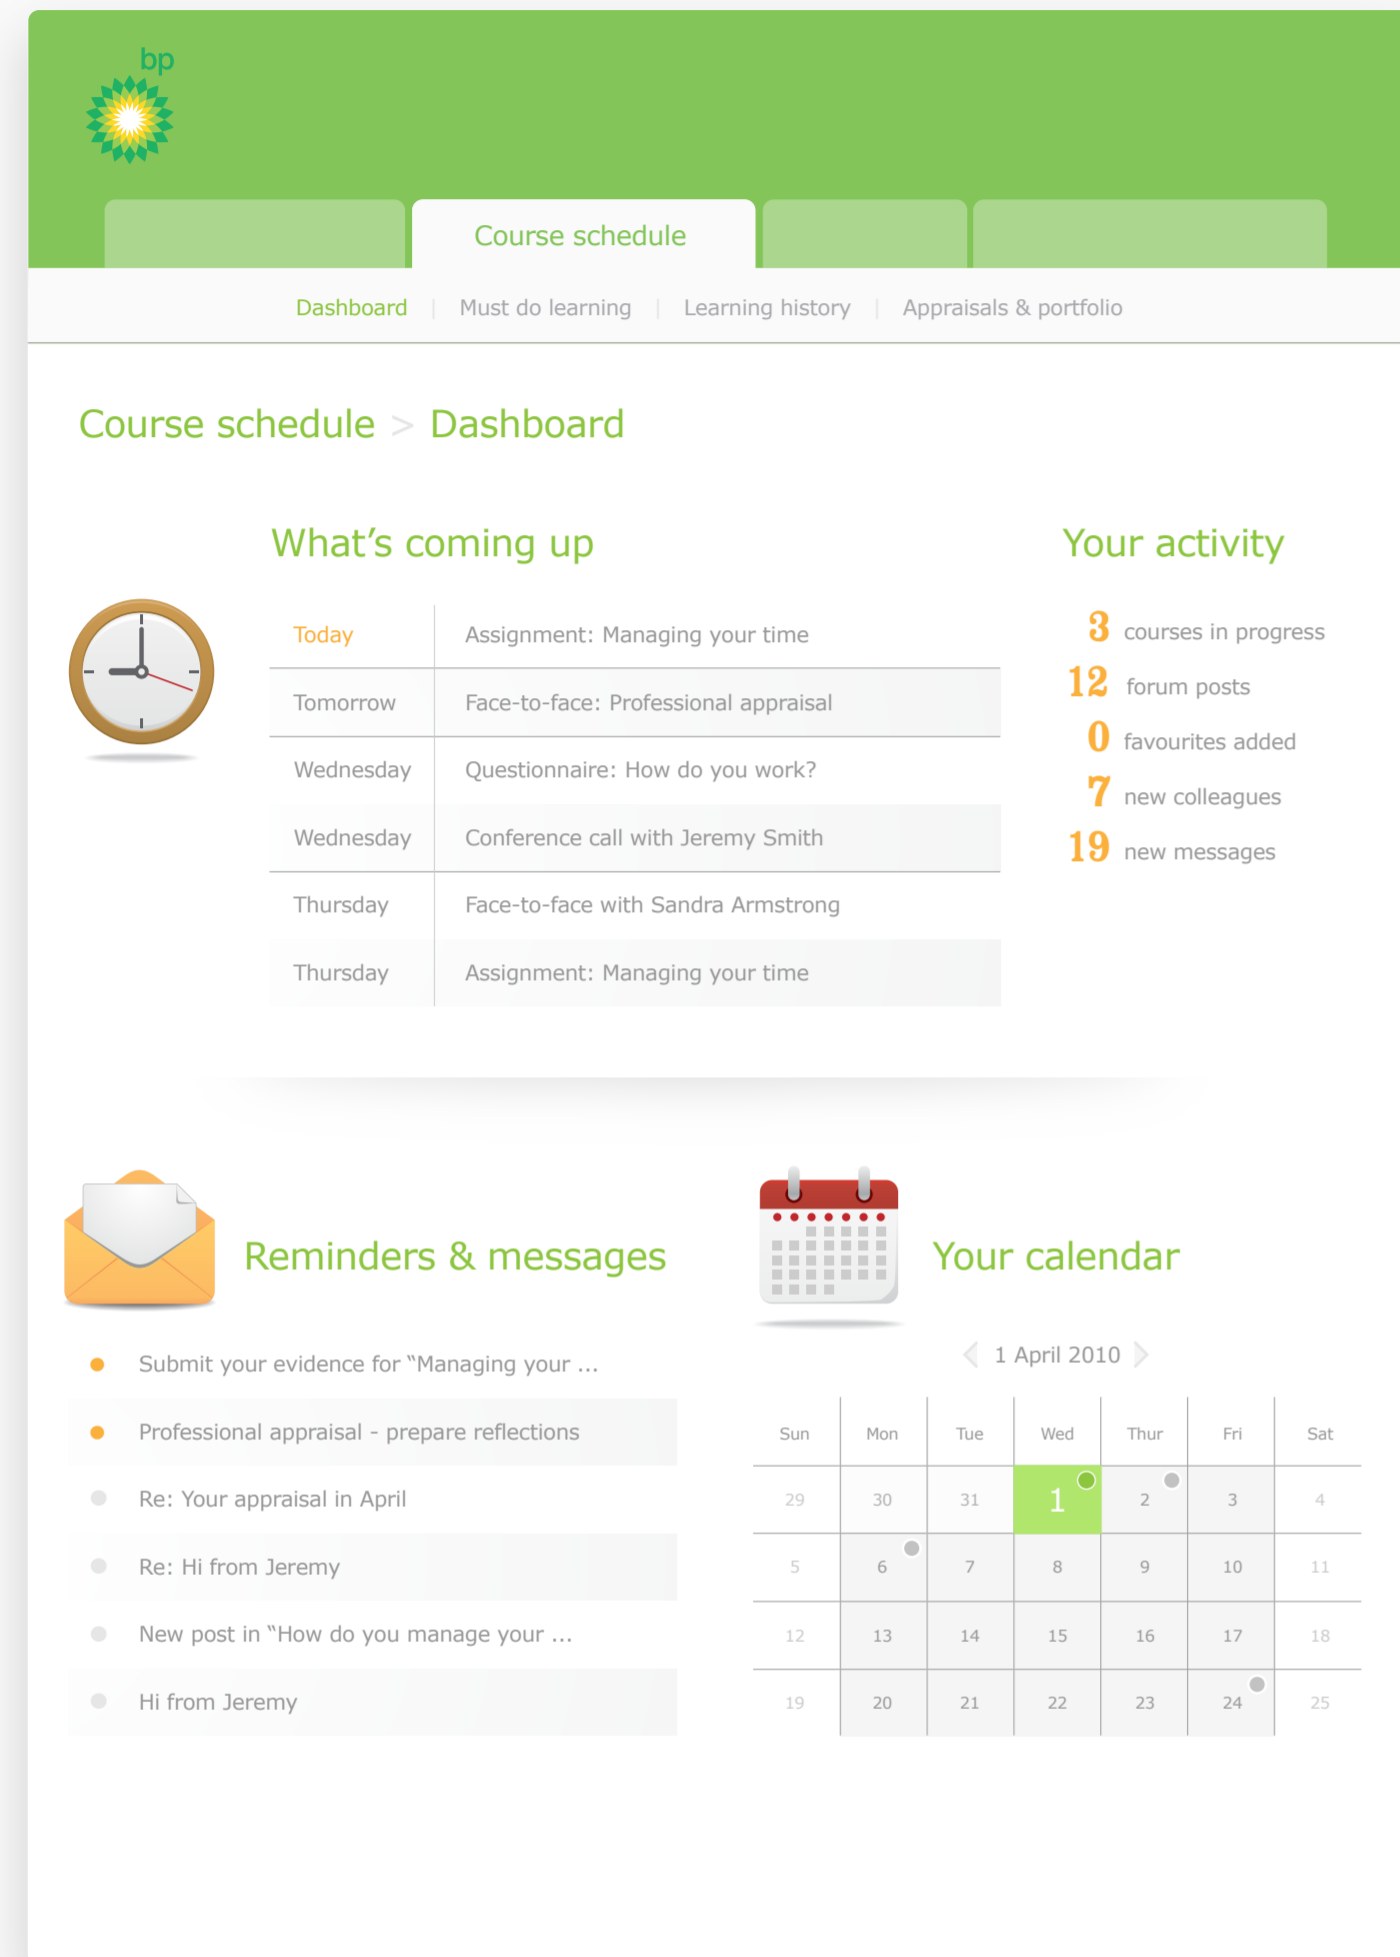 bp
Course schedule
Dashboard | Must do learning | Learning history | Appraisals & portfolio
Course schedule > Dashboard
What’s coming up
Today Assignment: Managing your time
Tomorrow Face-to-face: Professional appraisal
Wednesday Questionnaire: How do you work?
Wednesday Conference call with Jeremy Smith
Thursday Face-to-face with Sandra Armstrong
Thursday Assignment: Managing your time
Your activity
3 courses in progress
12 forum posts
0 favourites added
7 new colleagues
19 new messages
Reminders & messages
Submit your evidence for “Managing your ...
Professional appraisal - prepare reflections
Re: Your appraisal in April
Re: Hi from Jeremy
New post in “How do you manage your ...
Hi from Jeremy
Your calendar
1 April 2010
Sun Mon Tue Wed Thur Fri Sat
29 30 31 1 2 3 4
5 6 7 8 9 10 11
12 13 14 15 16 17 18
19 20 21 22 23 24 25